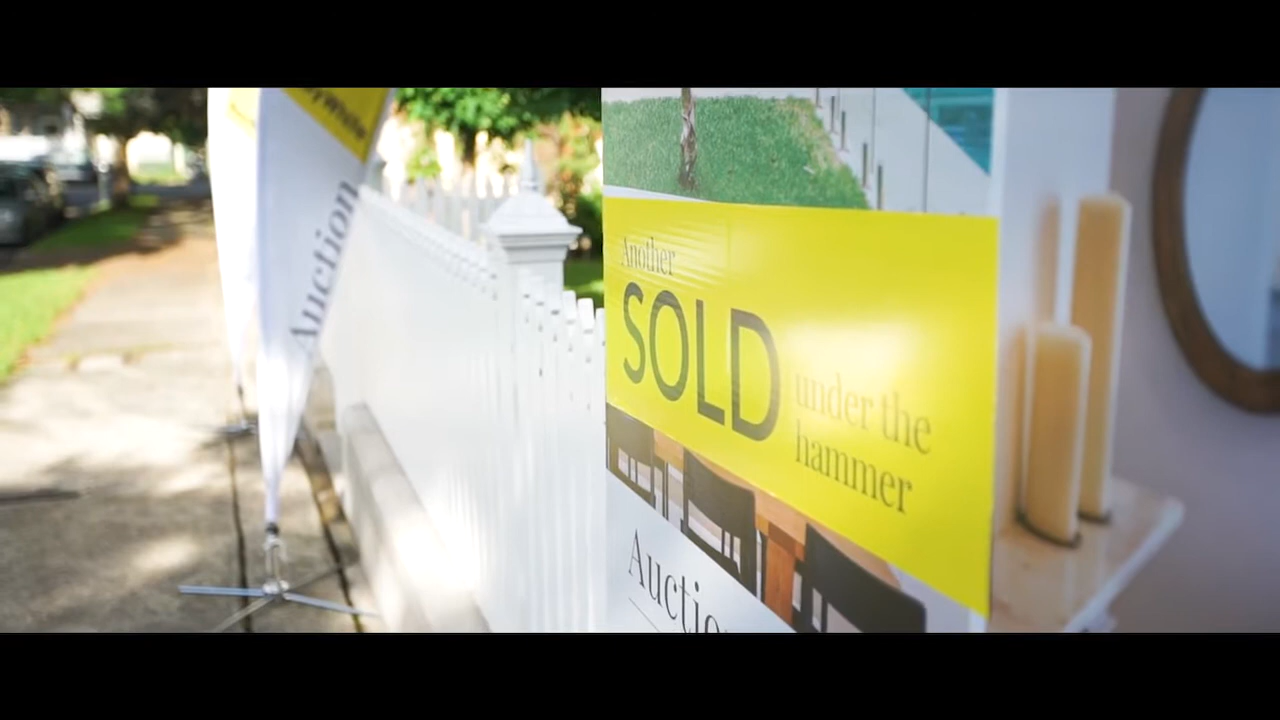 Auction
Another
SOLD
under the
hammer
Auctio